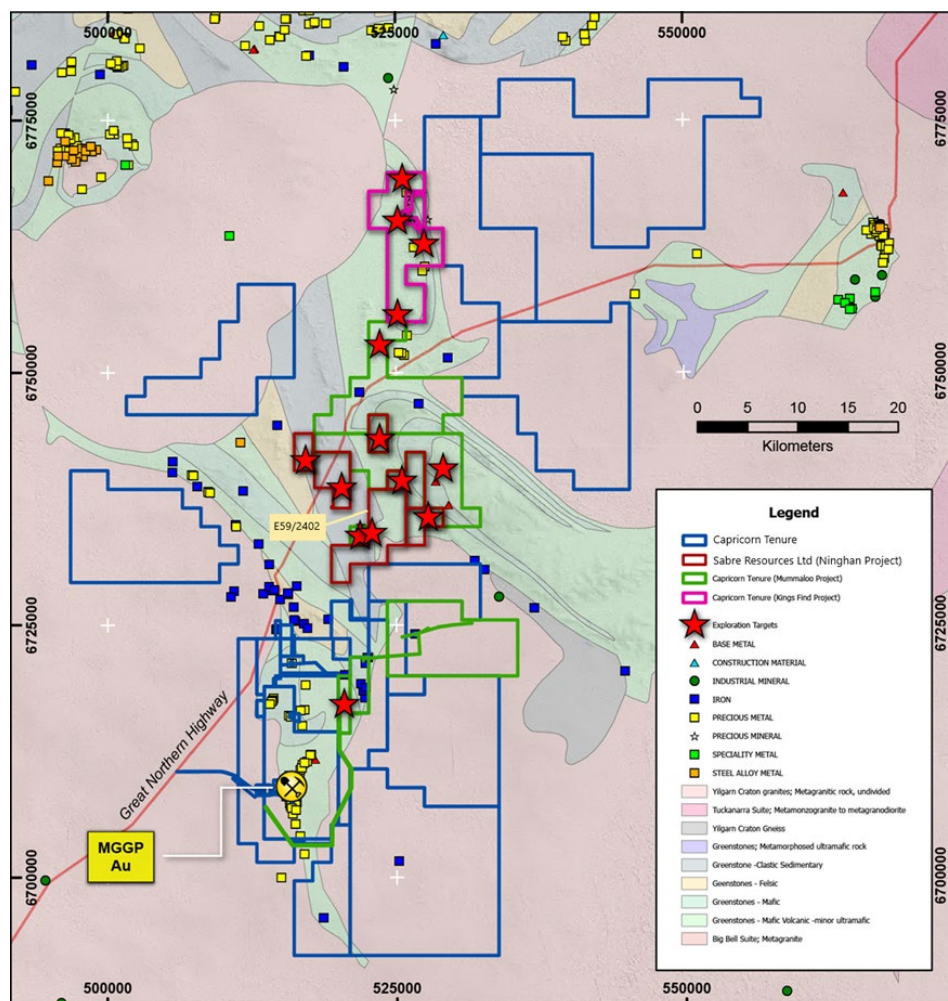 500000
525000
550000
6775000
6775000
6750000
6750000
0 5 10 15 20
Kilometers
E59/2402
Legend
Capricorn Tenure
Sabre Resources Ltd (Ninghan Project)
Capricorn Tenure (Mummaloo Project)
Capricorn Tenure (Kings Find Project)
Exploration Targets
BASE METAL
CONSTRUCTION MATERIAL
INDUSTRIAL MINERAL
IRON
PRECIOUS METAL
PRECIOUS MINERAL
SPECIALITY METAL
STEEL ALLOY METAL
Yilgarn Craton granites; Metagranitic rock, undivided
Tuckanarra Suite; Metamonzogranite to metagranodiorite
Yilgarn Craton Gneiss
Greenstones; Metamorphosed ultramafic rock
Greenstone -Clastic Sedimentary
Geenstones - Felsic
Greenstones - Mafic
Greenstones - Mafic Volcanic -minor ultramafic
Big Bell Suite; Metagranite
6725000
6725000
Great Northern Highway
MGGP
Au
6700000
6700000
500000
525000
550000